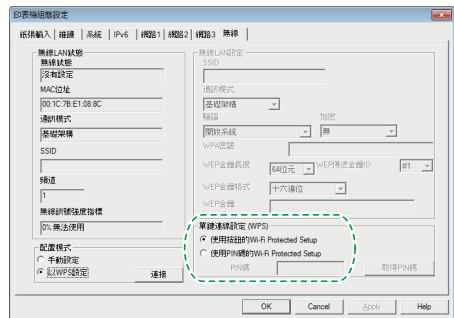 印表機組態設定
紙張輸入 | 維護 | 系統 | IPv6 | 網路1 | 網路2 | 網路3 無線
無線LAN狀態
無線狀態
沒有設定
MAC位址
00:1C:7B:E1:08:8C
通訊模式
基礎架構
SSID
頻道
1
無線訊號強度指標
0% 無法使用
配置模式
手動設定
以WPS設定
連接
無線LAN設定
SSID
通訊模式
基礎架構
驗證
加密
開放系統
無
WPA密語
WEP金鑰長度
64位元
WEP傳送金鑰ID
#1
WEP金鑰格式
十六進位
WEP金鑰
單鍵連線設定 (WPS)
使用按鈕的Wi-Fi Protected Setup
使用PIN碼的Wi-Fi Protected Setup
PIN碼
取得PIN碼
OK Cancel Apply Help